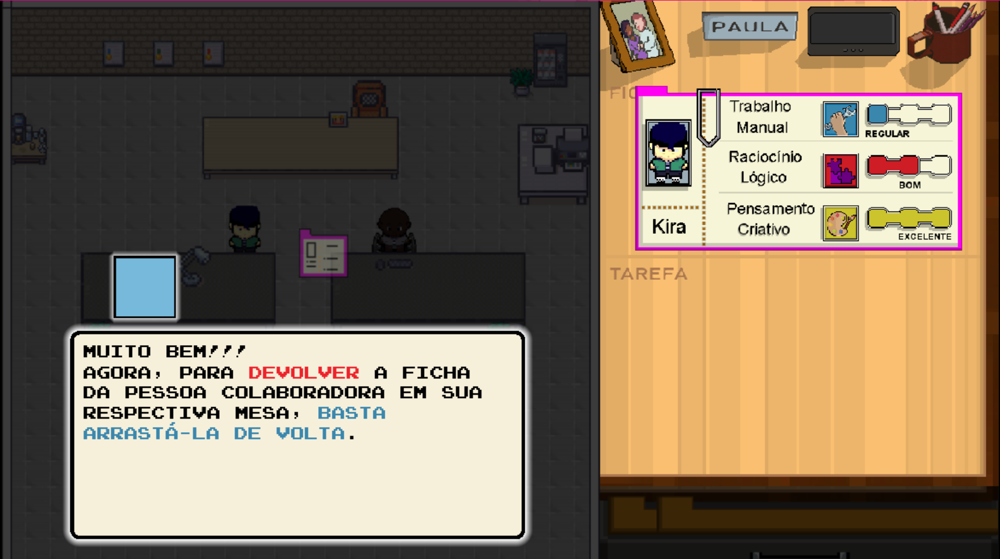 PAULA
FIC
Trabalho
Manual
REGULAR
Raciocínio
Lógico
BOM
Pensamento
Criativo
EXCELENTE
Kira
TAREFA
MUITO BEM!!!
AGORA, PARA DEVOLVER A FICHA
DA PESSOA COLABORADORA EM SUA
RESPECTIVA MESA, BASTA
ARRASTÁ-LA DE VOLTA.